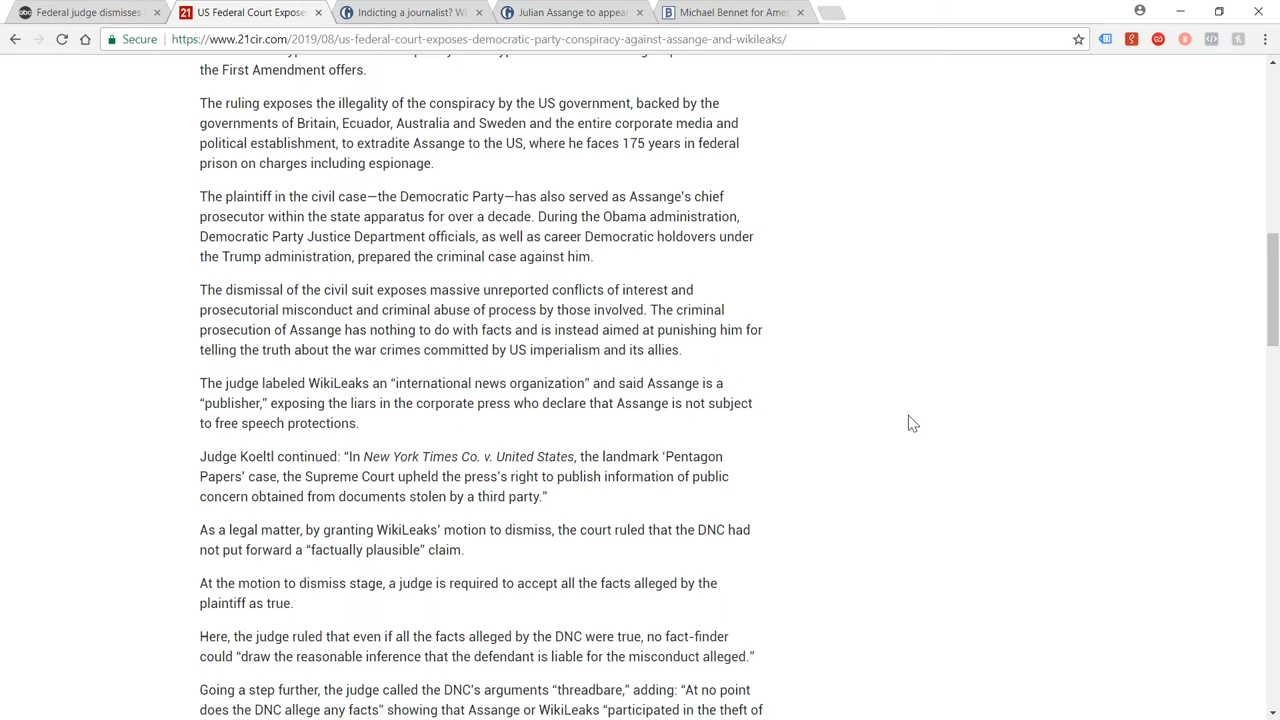 Federal judge dismisses
US Federal Court Expose
Indicting a journalist? W
Julian Assange to appea
Michael Bennet for Ame
Secure
https://www.21cir.com/2019/08/us-federal-court-exposes-democratic-party-conspiracy-against-assange-and-wikileaks/
the First Amendment offers.
The ruling exposes the illegality of the conspiracy by the US government, backed by the
governments of Britain, Ecuador, Australia and Sweden and the entire corporate media and
political establishment, to extradite Assange to the US, where he faces 175 years in federal
prison on charges including espionage.
The plaintiff in the civil case—the Democratic Party—has also served as Assange's chief
prosecutor within the state apparatus for over a decade. During the Obama administration,
Democratic Party Justice Department officials, as well as career Democratic holdovers under
the Trump administration, prepared the criminal case against him.
The dismissal of the civil suit exposes massive unreported conflicts of interest and
prosecutorial misconduct and criminal abuse of process by those involved. The criminal
prosecution of Assange has nothing to do with facts and is instead aimed at punishing him for
telling the truth about the war crimes committed by US imperialism and its allies.
The judge labeled WikiLeaks an “international news organization” and said Assange is a
“publisher,” exposing the liars in the corporate press who declare that Assange is not subject
to free speech protections.
Judge Koeltl continued: “In New York Times Co. v. United States, the landmark ‘Pentagon
Papers’ case, the Supreme Court upheld the press’s right to publish information of public
concern obtained from documents stolen by a third party.”
As a legal matter, by granting WikiLeaks’ motion to dismiss, the court ruled that the DNC had
not put forward a “factually plausible” claim.
At the motion to dismiss stage, a judge is required to accept all the facts alleged by the
plaintiff as true.
Here, the judge ruled that even if all the facts alleged by the DNC were true, no fact-finder
could “draw the reasonable inference that the defendant is liable for the misconduct alleged.”
Going a step further, the judge called the DNC’s arguments “threadbare,” adding: “At no point
does the DNC allege any facts” showing that Assange or WikiLeaks “participated in the theft of